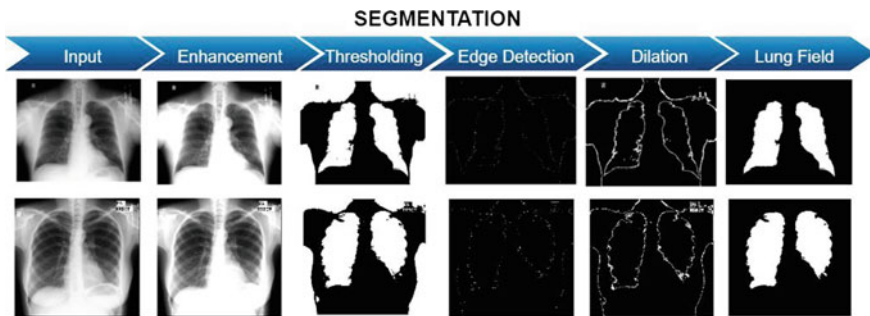 SEGMENTATION
Input Enhancement Thresholding Edge Detection Dilation Lung Field